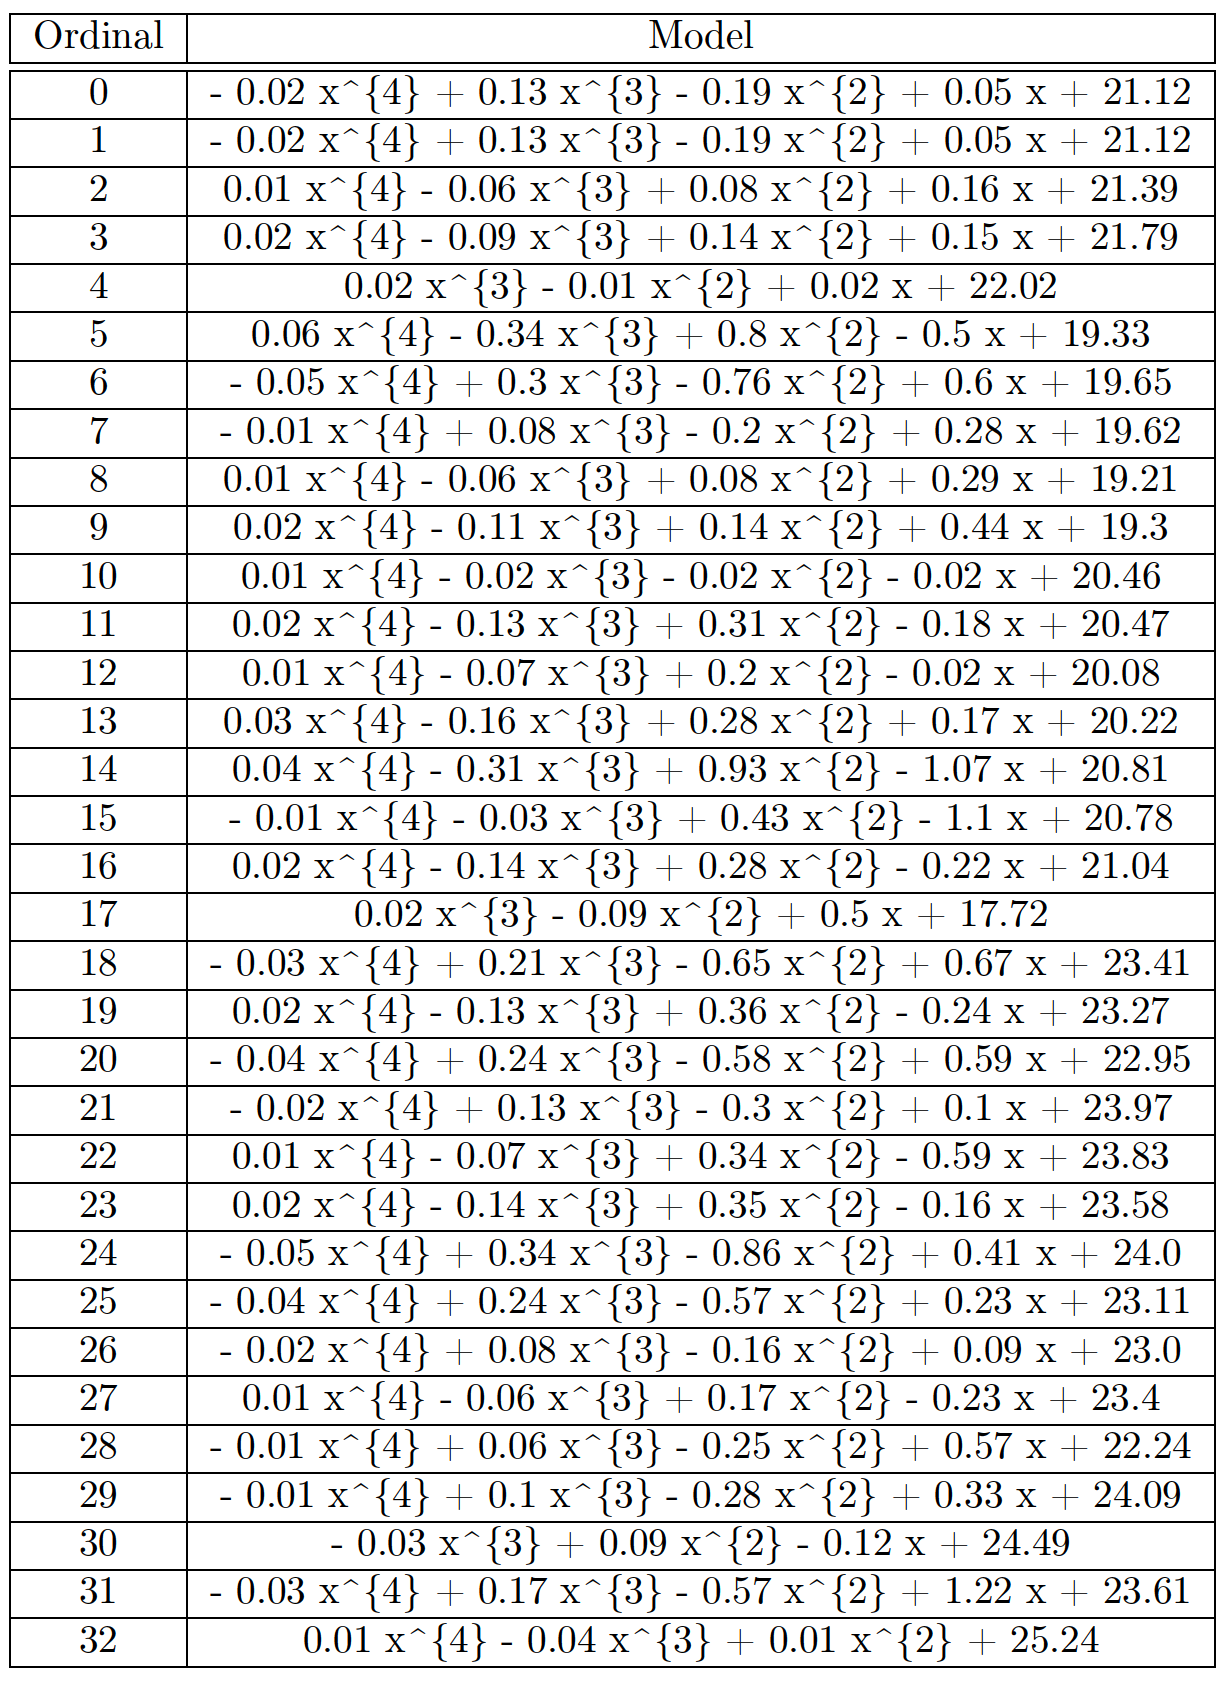 Ordinal Model
0 - 0.02 x^{4} + 0.13 x^{3} - 0.19 x^{2} + 0.05 x + 21.12
1 - 0.02 x^{4} + 0.13 x^{3} - 0.19 x^{2} + 0.05 x + 21.12
2 0.01 x^{4} - 0.06 x^{3} + 0.08 x^{2} + 0.16 x + 21.39
3 0.02 x^{4} - 0.09 x^{3} + 0.14 x^{2} + 0.15 x + 21.79
4 0.02 x^{3} - 0.01 x^{2} + 0.02 x + 22.02
5 0.06 x^{4} - 0.34 x^{3} + 0.8 x^{2} - 0.5 x + 19.33
6 - 0.05 x^{4} + 0.3 x^{3} - 0.76 x^{2} + 0.6 x + 19.65
7 - 0.01 x^{4} + 0.08 x^{3} - 0.2 x^{2} + 0.28 x + 19.62
8 0.01 x^{4} - 0.06 x^{3} + 0.08 x^{2} + 0.29 x + 19.21
9 0.02 x^{4} - 0.11 x^{3} + 0.14 x^{2} + 0.44 x + 19.3
10 0.01 x^{4} - 0.02 x^{3} - 0.02 x^{2} - 0.02 x + 20.46
11 0.02 x^{4} - 0.13 x^{3} + 0.31 x^{2} - 0.18 x + 20.47
12 0.01 x^{4} - 0.07 x^{3} + 0.2 x^{2} - 0.02 x + 20.08
13 0.03 x^{4} - 0.16 x^{3} + 0.28 x^{2} + 0.17 x + 20.22
14 0.04 x^{4} - 0.31 x^{3} + 0.93 x^{2} - 1.07 x + 20.81
15 - 0.01 x^{4} - 0.03 x^{3} + 0.43 x^{2} - 1.1 x + 20.78
16 0.02 x^{4} - 0.14 x^{3} + 0.28 x^{2} - 0.22 x + 21.04
17 0.02 x^{3} - 0.09 x^{2} + 0.5 x + 17.72
18 - 0.03 x^{4} + 0.21 x^{3} - 0.65 x^{2} + 0.67 x + 23.41
19 0.02 x^{4} - 0.13 x^{3} + 0.36 x^{2} - 0.24 x + 23.27
20 - 0.04 x^{4} + 0.24 x^{3} - 0.58 x^{2} + 0.59 x + 22.95
21 - 0.02 x^{4} + 0.13 x^{3} - 0.3 x^{2} + 0.1 x + 23.97
22 0.01 x^{4} - 0.07 x^{3} + 0.34 x^{2} - 0.59 x + 23.83
23 0.02 x^{4} - 0.14 x^{3} + 0.35 x^{2} - 0.16 x + 23.58
24 - 0.05 x^{4} + 0.34 x^{3} - 0.86 x^{2} + 0.41 x + 24.0
25 - 0.04 x^{4} + 0.24 x^{3} - 0.57 x^{2} + 0.23 x + 23.11
26 - 0.02 x^{4} + 0.08 x^{3} - 0.16 x^{2} + 0.09 x + 23.0
27 0.01 x^{4} - 0.06 x^{3} + 0.17 x^{2} - 0.23 x + 23.4
28 - 0.01 x^{4} + 0.06 x^{3} - 0.25 x^{2} + 0.57 x + 22.24
29 - 0.01 x^{4} + 0.1 x^{3} - 0.28 x^{2} + 0.33 x + 24.09
30 - 0.03 x^{3} + 0.09 x^{2} - 0.12 x + 24.49
31 - 0.03 x^{4} + 0.17 x^{3} - 0.57 x^{2} + 1.22 x + 23.61
32 0.01 x^{4} - 0.04 x^{3} + 0.01 x^{2} + 25.24